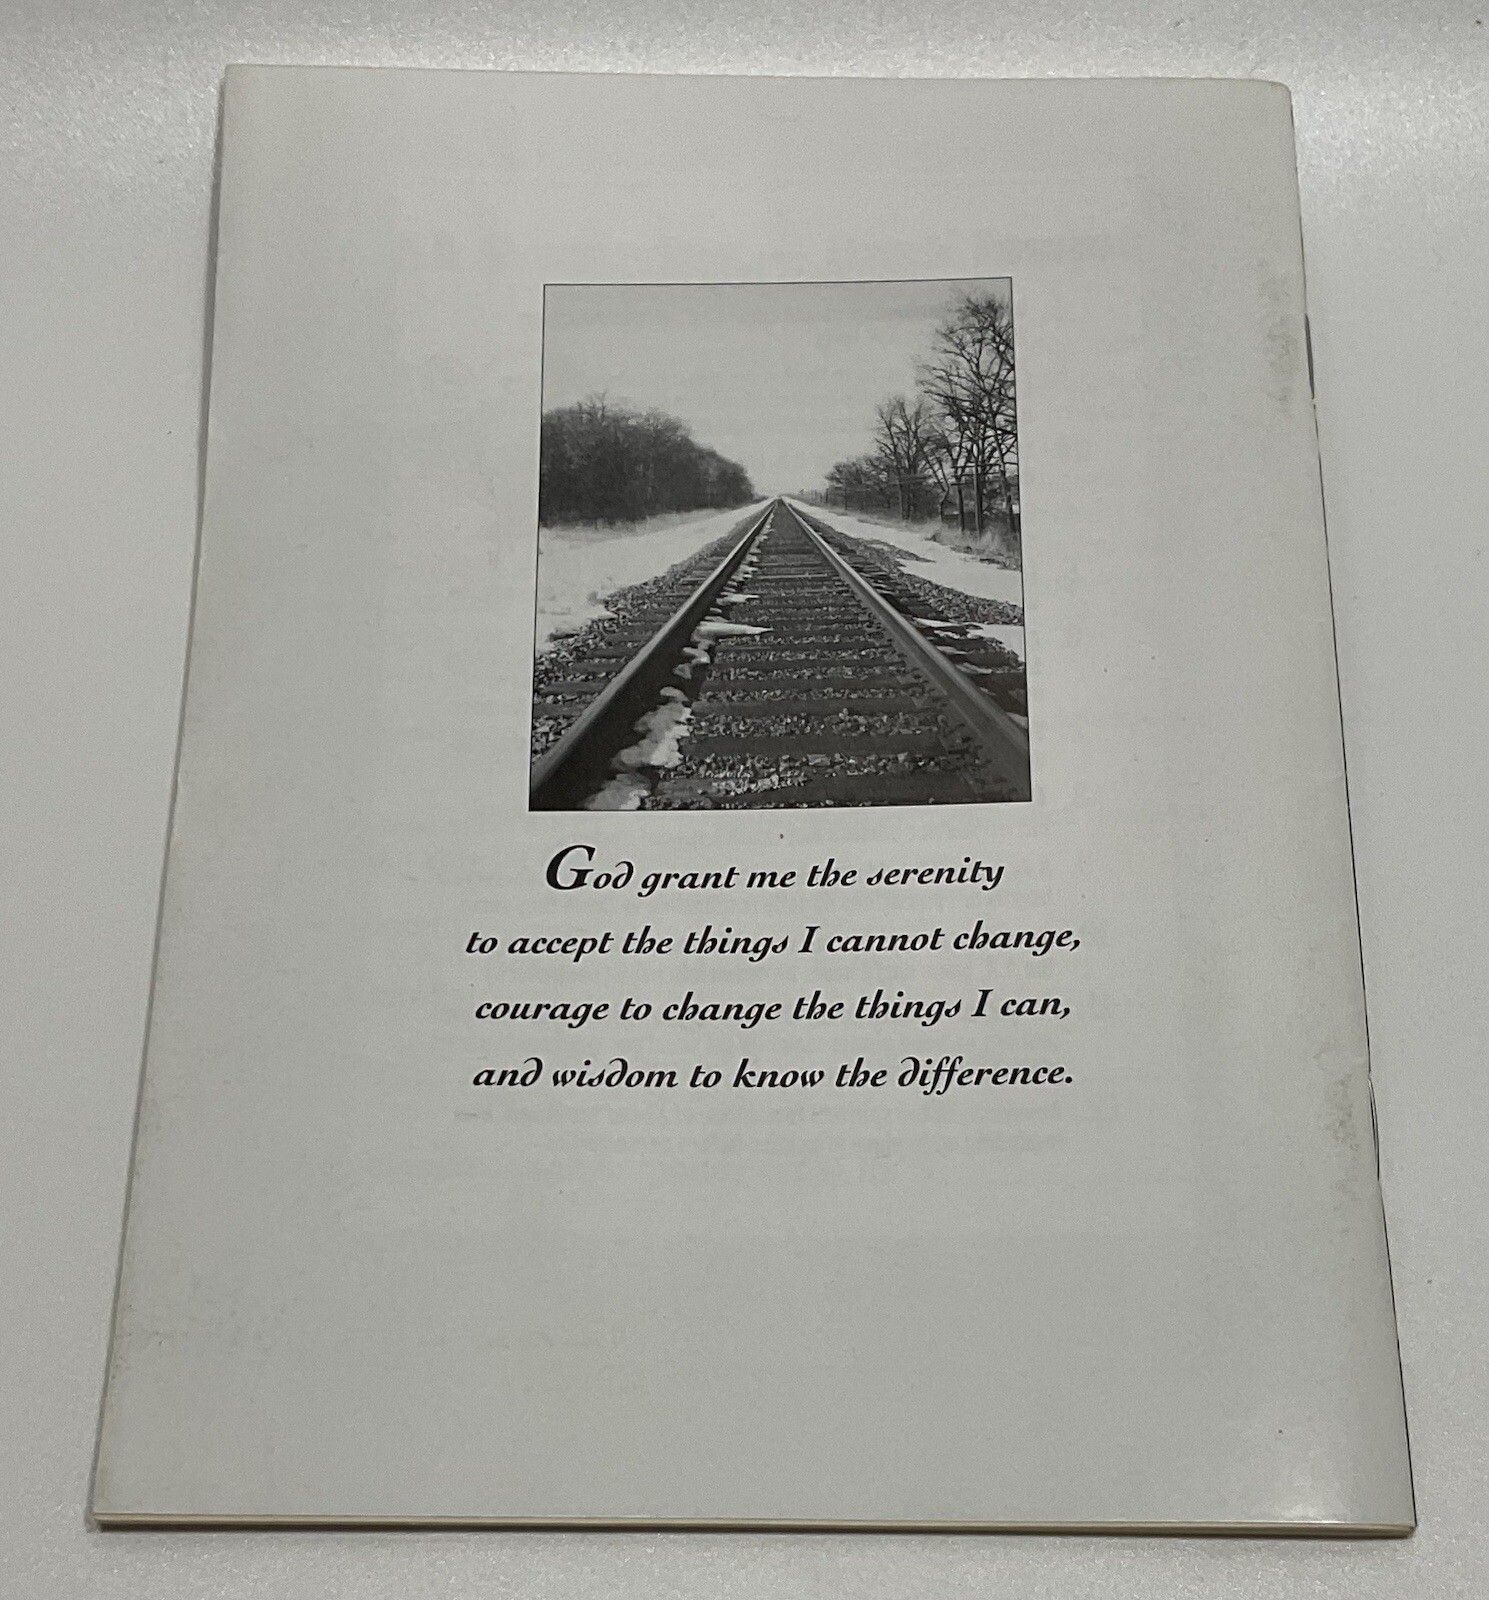 God grant me the serenity
to accept the things I cannot change,
courage to change the things I can,
and wisdom to know the difference.